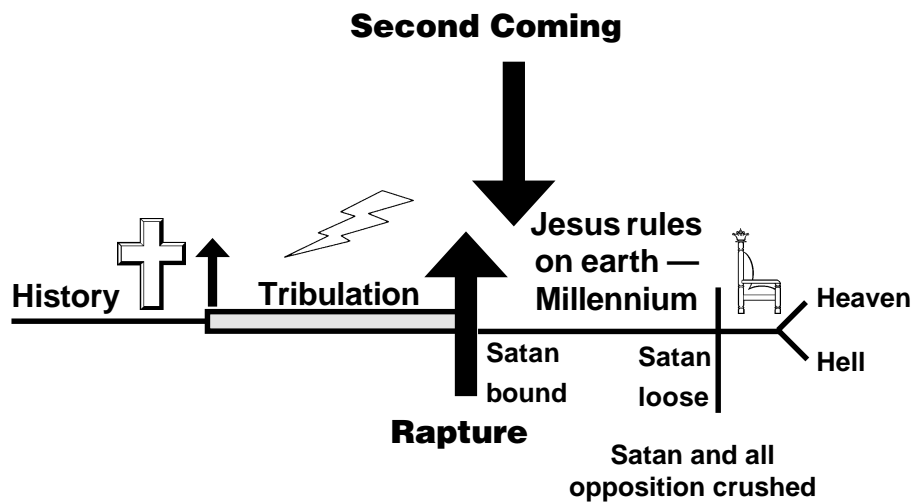 Second Coming
History
Tribulation
Jesus rules
on earth —
Millennium
Heaven
Hell
Satan
bound
Satan
loose
Rapture
Satan and all
opposition crushed